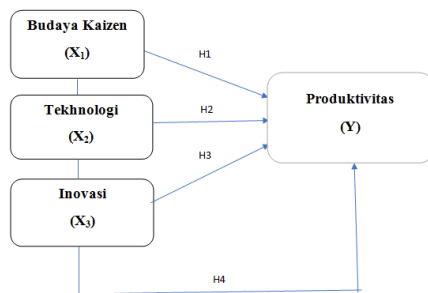 Budaya Kaizen
(X₁)
H1
Tekhnologi
(X₂)
H2
Produktivitas
(Y)
H3
Inovasi
(X₃)
H4